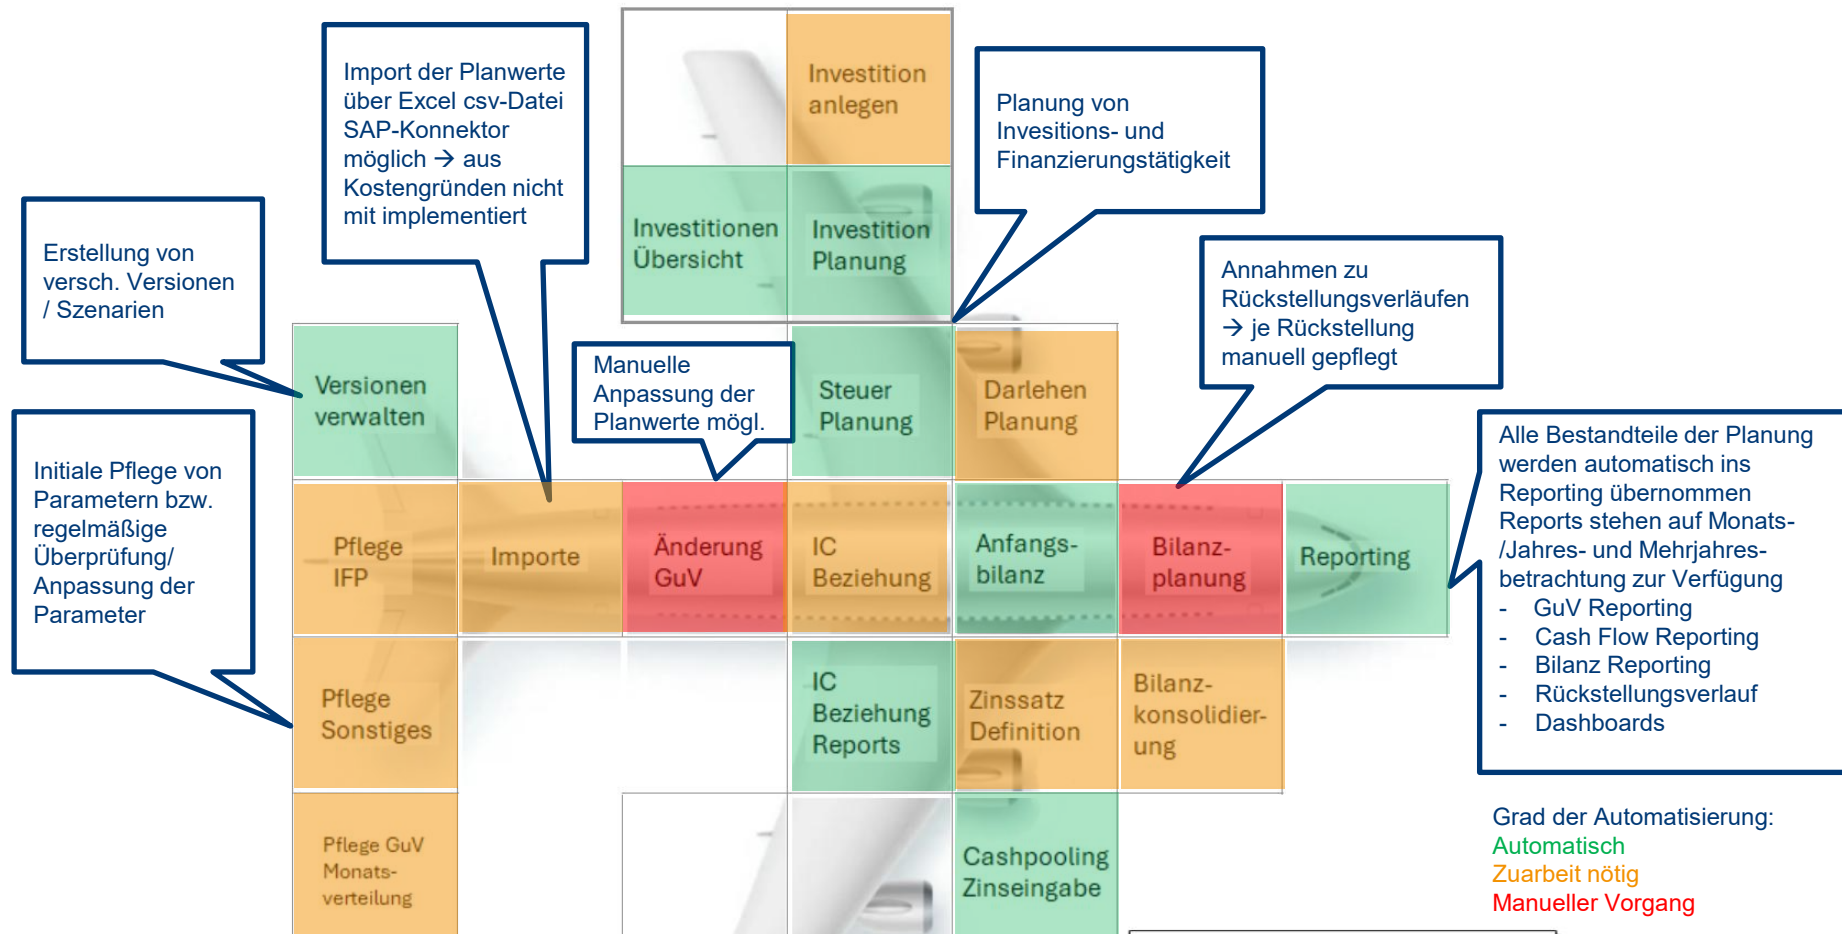 Import der Planwerte
über Excel csv-Datei
SAP-Konnektor
möglich → aus
Kostengründen nicht
mit implementiert
Investition
anlegen
Planung von
Invesitions- und
Finanzierungstätigkeit
Erstellung von
versch. Versionen
/ Szenarien
Investitionen
Übersicht
Investition
Planung
Annahmen zu
Rückstellungsverläufen
→ je Rückstellung
manuell gepflegt
Versionen
verwalten
Manuelle
Anpassung der
Planwerte mögl.
Steuer
Planung
Darlehen
Planung
Initiale Pflege von
Parametern bzw.
regelmäßige
Überprüfung/
Anpassung der
Parameter
Pflege
IFP
Importe
Änderung
GuV
IC
Beziehung
Anfangs-
bilanz
Bilanz-
planung
Reporting
Alle Bestandteile der Planung
werden automatisch ins
Reporting übernommen
Reports stehen auf Monats-
/Jahres- und Mehrjahres-
betrachtung zur Verfügung
- GuV Reporting
- Cash Flow Reporting
- Bilanz Reporting
- Rückstellungsverlauf
- Dashboards
Pflege
Sonstiges
IC
Beziehung
Reports
Zinssatz
Definition
Bilanz-
konsolidier-
ung
Pflege GuV
Monats-
verteilung
Cashpooling
Zinseingabe
Grad der Automatisierung:
Automatisch
Zuarbeit nötig
Manueller Vorgang